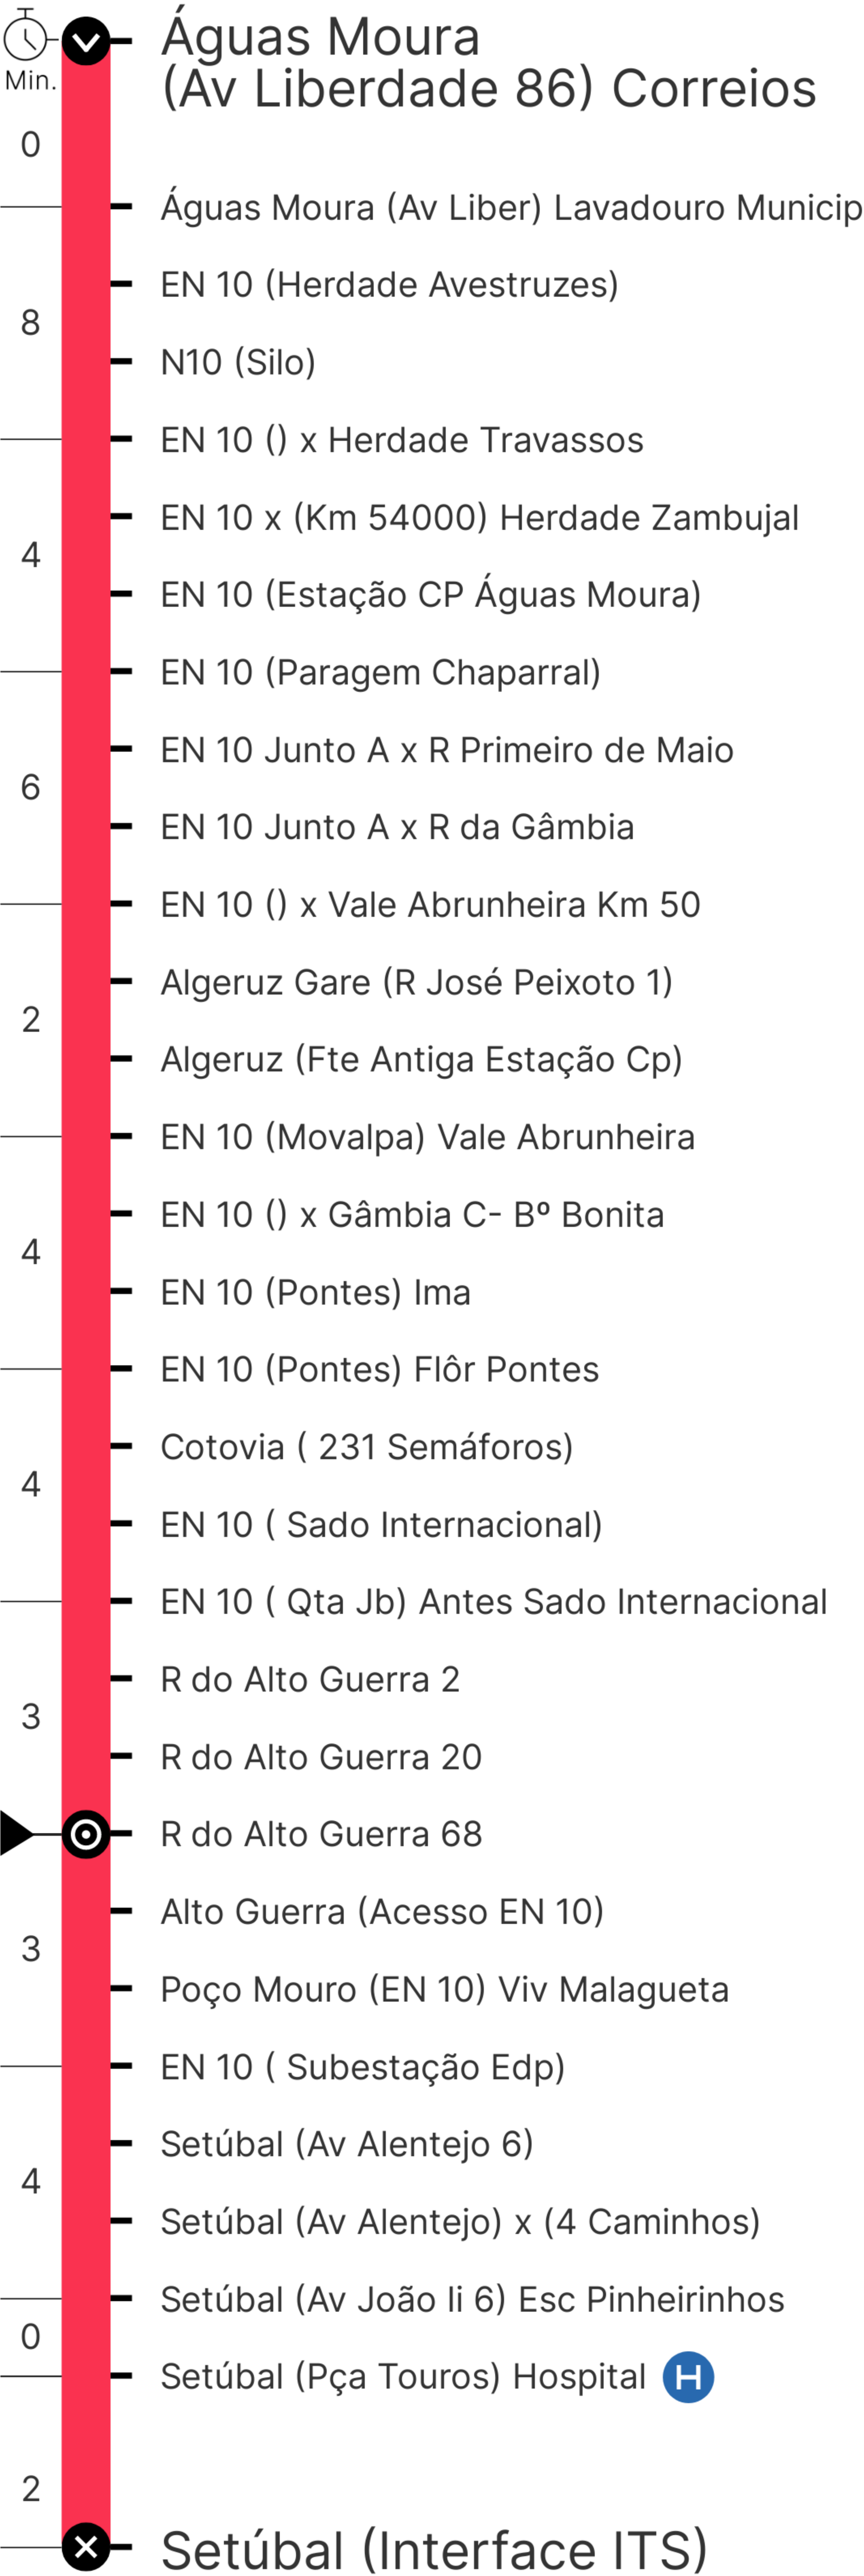 Águas Moura
(Av Liberdade 86) Correios
Min.
0
Águas Moura (Av Liber) Lavadouro Municip
EN 10 (Herdade Avestruzes)
8
N10 (Silo)
EN 10 () x Herdade Travassos
EN 10 x (Km 54000) Herdade Zambujal
4
EN 10 (Estação CP Águas Moura)
EN 10 (Paragem Chaparral)
EN 10 Junto A x R Primeiro de Maio
6
EN 10 Junto A x R da Gâmbia
EN 10 () x Vale Abrunheira Km 50
Algeruz Gare (R José Peixoto 1)
2
Algeruz (Fte Antiga Estação Cp)
EN 10 (Movalpa) Vale Abrunheira
EN 10 () x Gâmbia C- Bº Bonita
4
EN 10 (Pontes) Ima
EN 10 (Pontes) Flôr Pontes
Cotovia ( 231 Semáforos)
4
EN 10 ( Sado Internacional)
EN 10 ( Qta Jb) Antes Sado Internacional
R do Alto Guerra 2
3
R do Alto Guerra 20
R do Alto Guerra 68
Alto Guerra (Acesso EN 10)
3
Poço Mouro (EN 10) Viv Malagueta
EN 10 ( Subestação Edp)
Setúbal (Av Alentejo 6)
4
Setúbal (Av Alentejo) x (4 Caminhos)
Setúbal (Av João Ii 6) Esc Pinheirinhos
0
Setúbal (Pça Touros) Hospital H
2
Setúbal (Interface ITS)